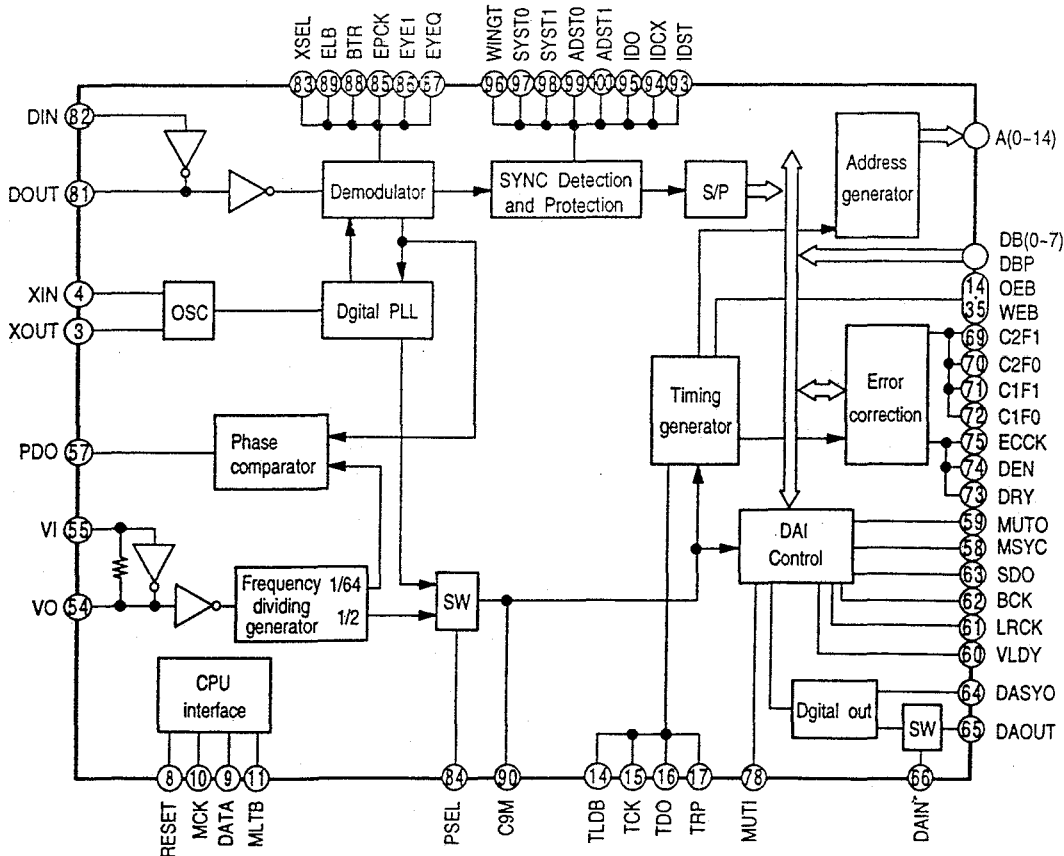 XSEL
ELB
BTR
EPCK
EYE1
EYEQ
WINGT
SYST0
SYST1
ADST0
ADST1
IDO
IDCX
IDST
83
89
88
85
86
87
96
97
98
99
100
95
94
93
DIN
82
DOUT
81
Demodulator
SYNC Detection
and Protection
S/P
Address
generator
A(0~14)
DB(0~7)
DBP
XIN
4
XOUT
3
OSC
Dgital PLL
14
OEB
35
WEB
69
C2F1
70
C2F0
71
C1F1
72
C1F0
75
ECCK
74
DEN
73
DRY
Timing
generator
Error
correction
PDO
57
Phase
comparator
VI
55
VO
54
Frequency 1/64
dividing
generator 1/2
SW
DAI
Control
59
MUTO
58
MSYC
63
SDO
62
BCK
61
LRCK
60
VLDY
CPU
interface
Dgital out
SW
64
DASYO
65
DAOUT
8
10
9
11
84
90
14
15
16
17
78
66
RESET
MCK
DATA
MLTB
PSEL
C9M
TLDB
TCK
TDO
TRP
MUTI
DAIN